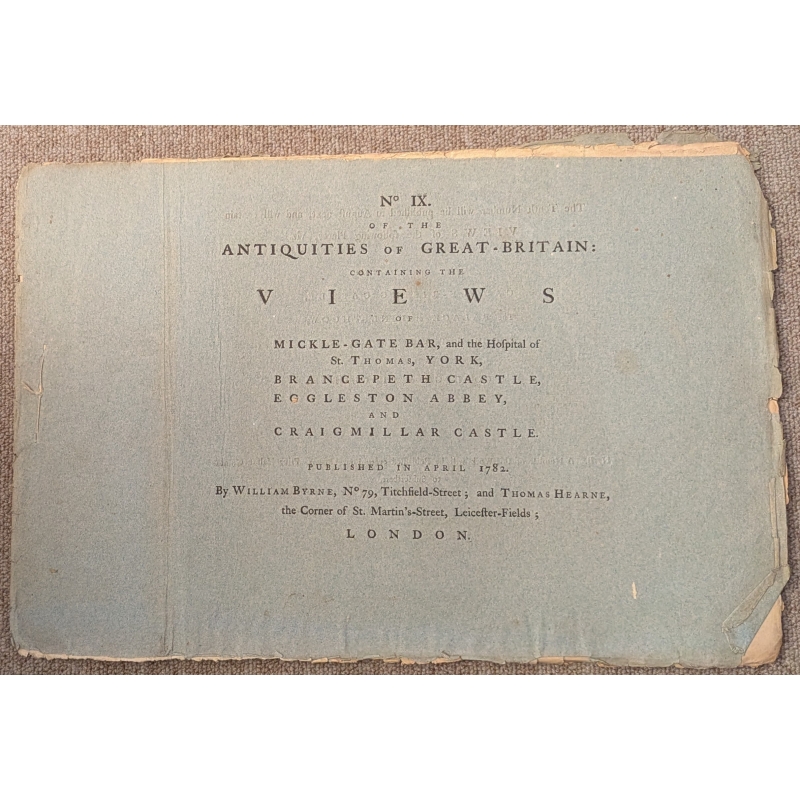 Nº IX.
OF THE
ANTIQUITIES OF GREAT-BRITAIN:
CONTAINING THE
VIEWS
OF
MICKLE-GATE BAR, and the Hoſpital of
St. THOMAS, YORK,
BRANCEPETH CASTLE,
EGGLESTON ABBEY,
AND
CRAIGMILLAR CASTLE.
PUBLISHED IN APRIL 1782.
By WILLIAM BYRNE, Nº 79, Titchfield-Street; and THOMAS HEARNE,
the Corner of St. Martin's-Street, Leiceſter-Fields;
LONDON.